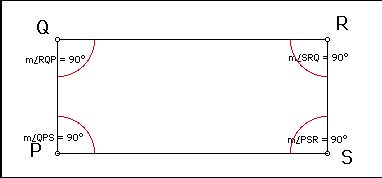 Q
R
m∠RQP = 90°
m∠SRQ = 90°
m∠QPS = 90°
m∠PSR = 90°
P
S